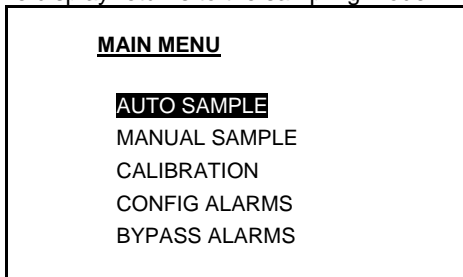 MAIN MENU
AUTO SAMPLE
MANUAL SAMPLE
CALIBRATION
CONFIG ALARMS
BYPASS ALARMS